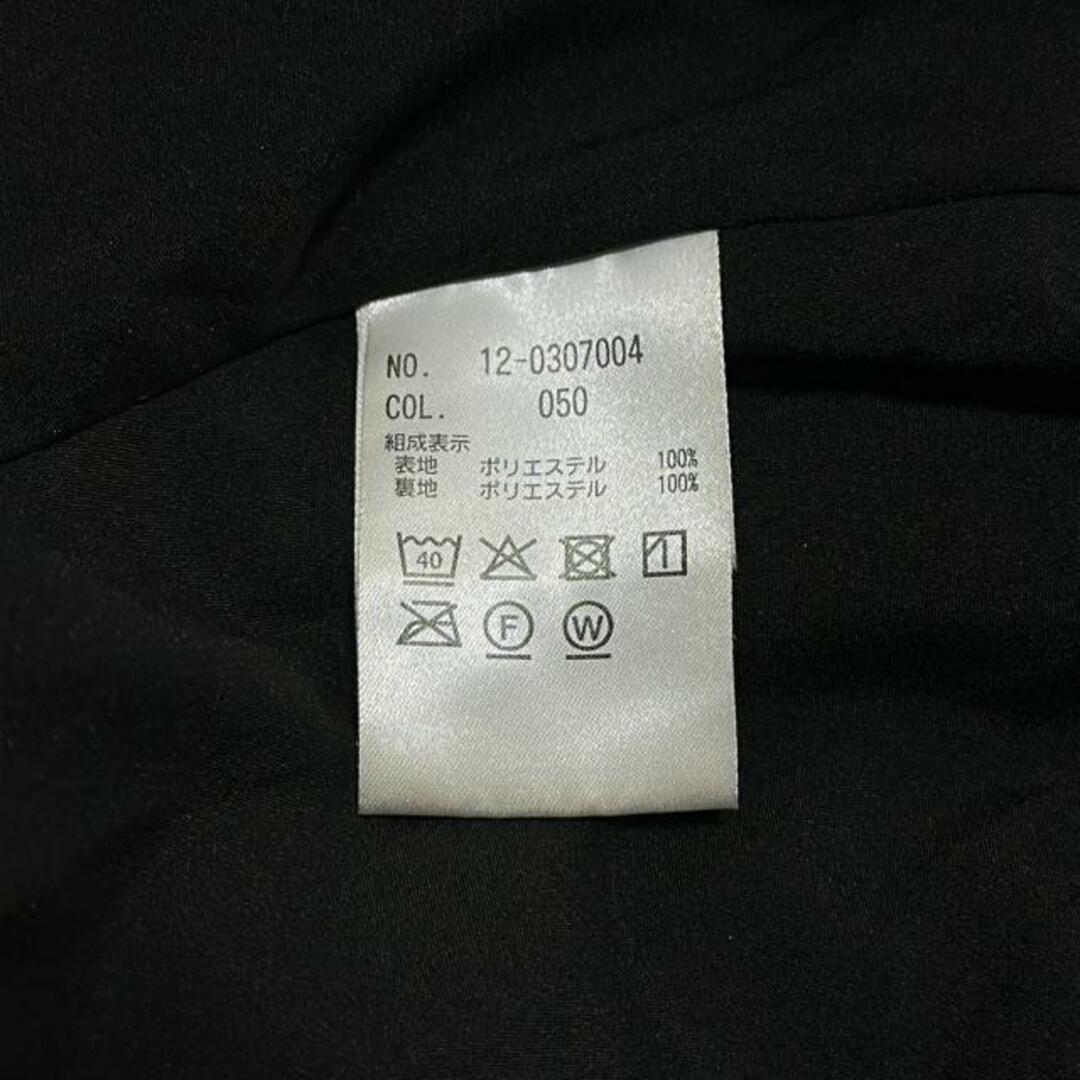 NO. 12-0307004
COL. 050
組成表示
表地 ポリエステル 100%
裏地 ポリエステル 100%
40
F W